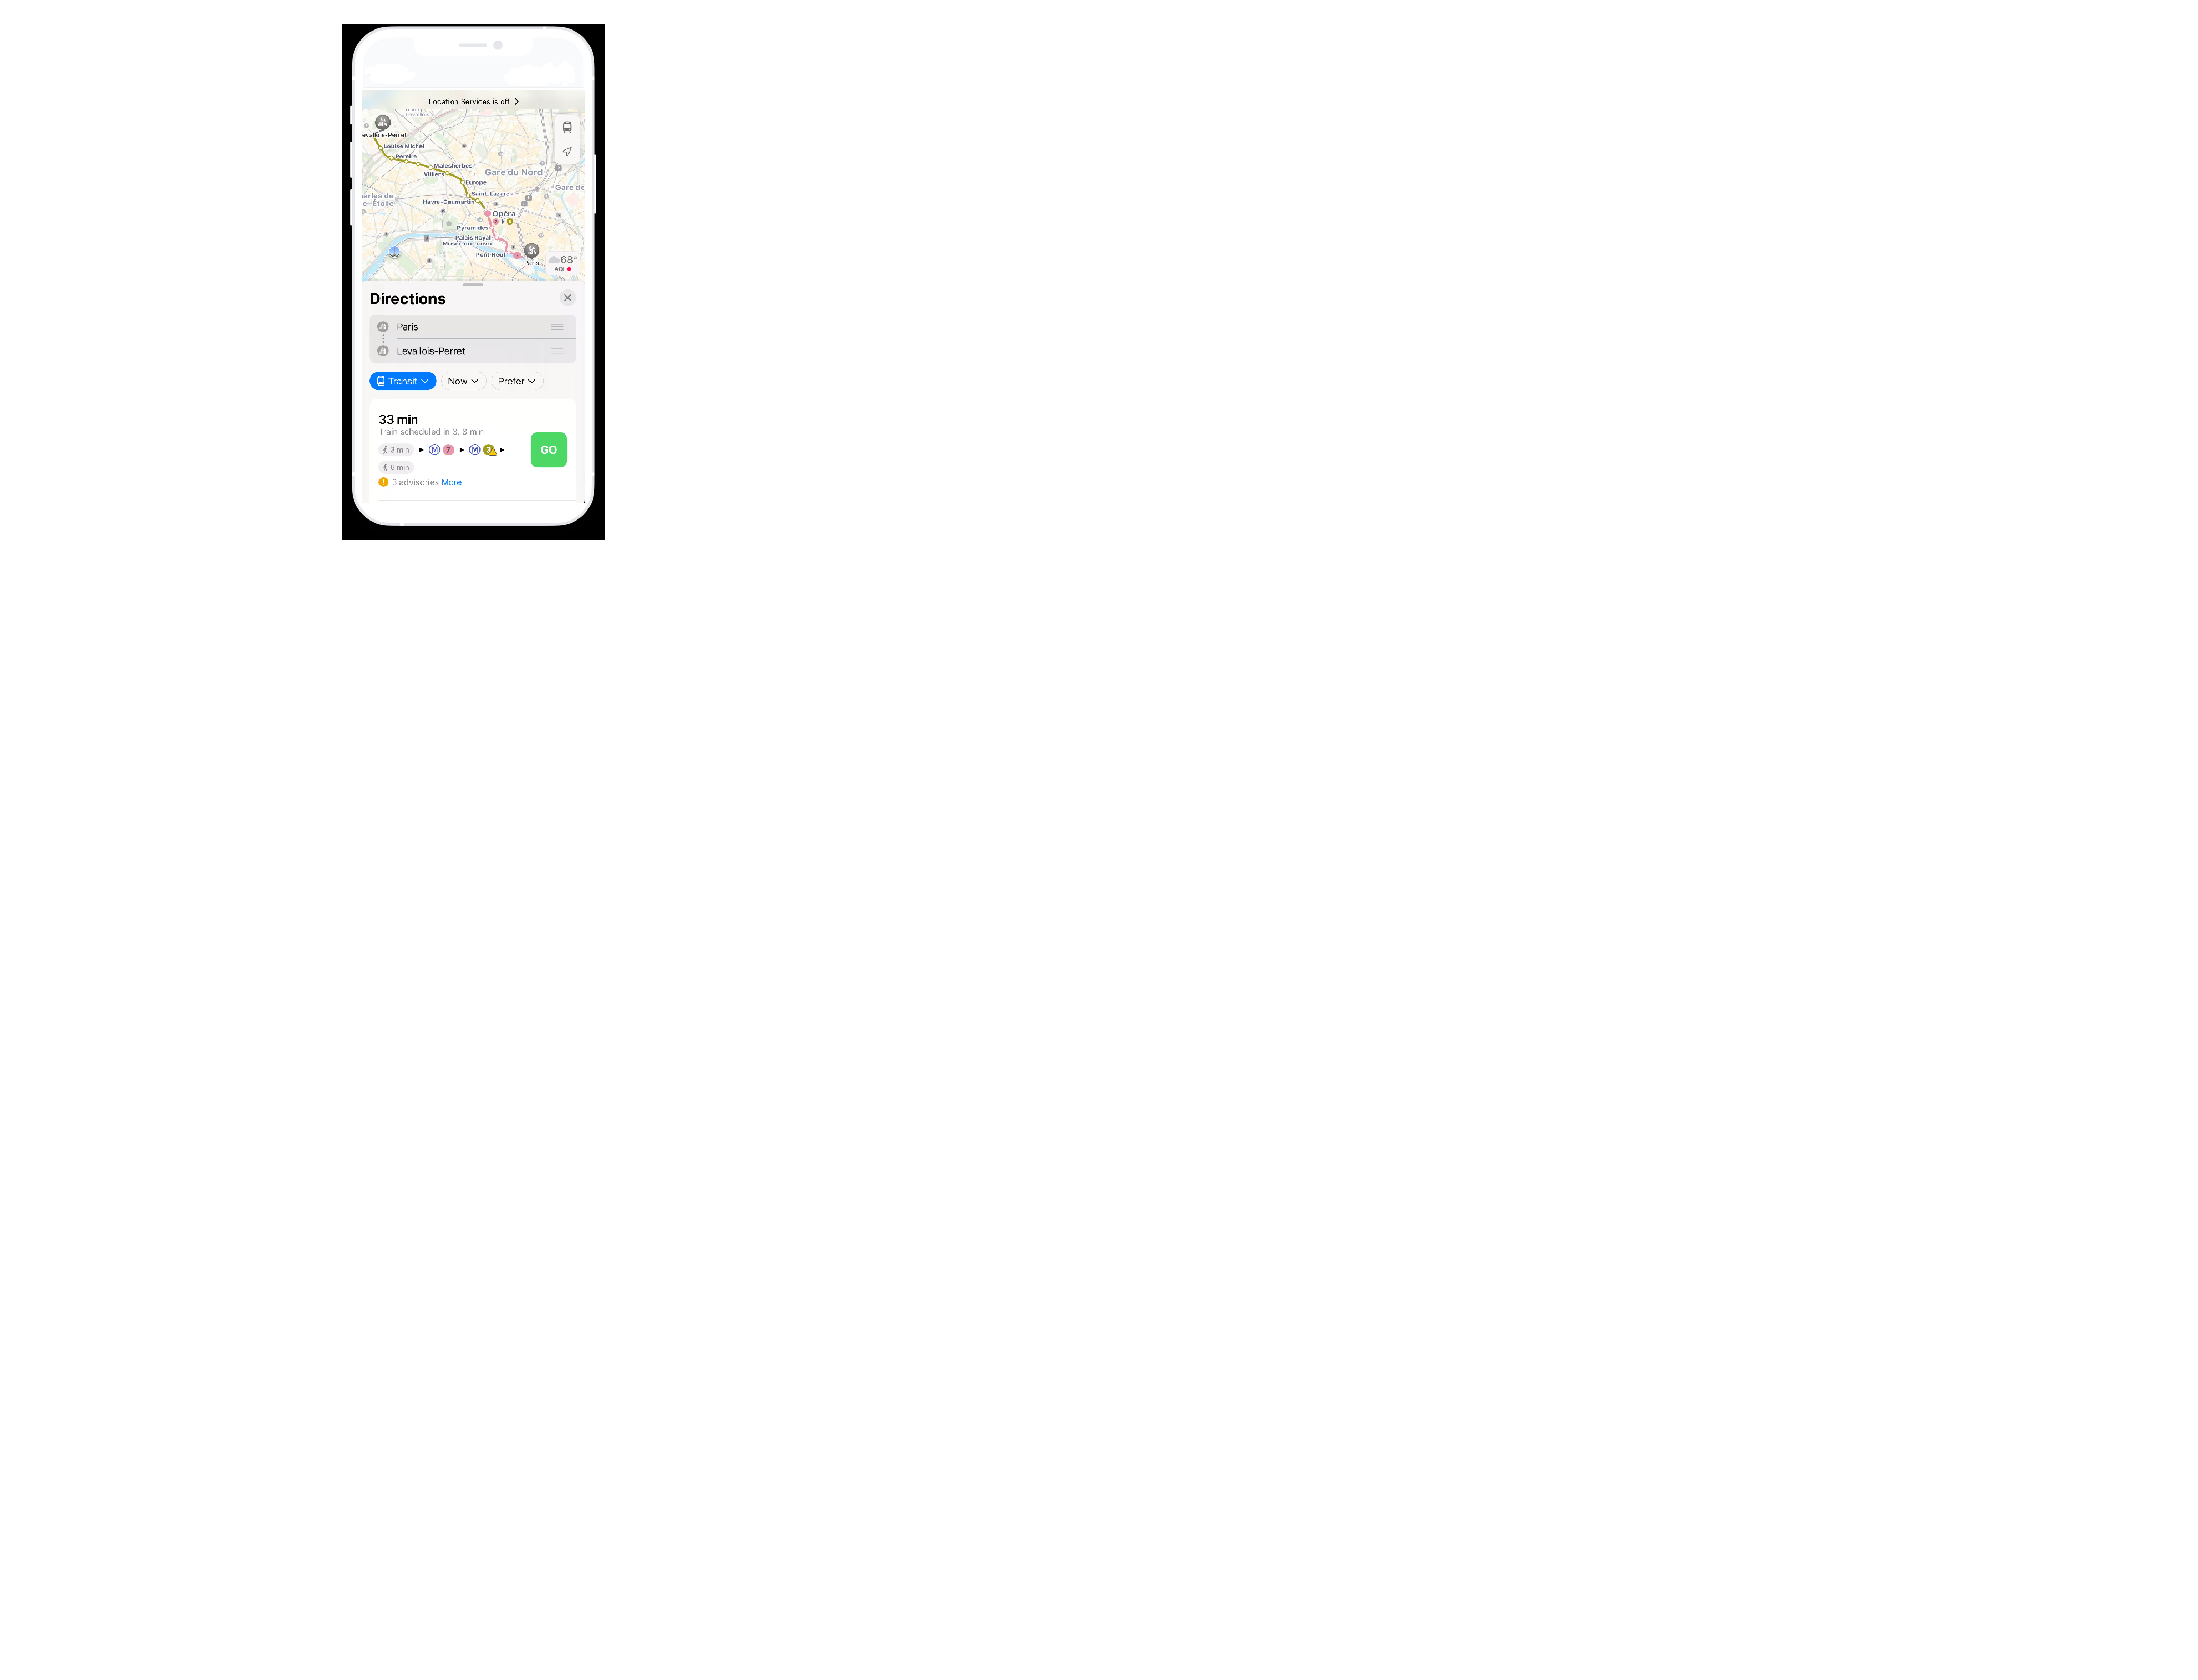 Location Services is off
Levallois
evallois-Perret
Louise Michel
Pereire
Malesherbes
Villiers
Gare du Nord
Europe
Gare de
Saint-Lazare
arles de
e-Étoile
Havre-Caumartin
Opéra
Pyramides
Palais Royal
Musée du Louvre
Pont Neuf
7
Paris
68°
AQI
Directions
Paris
Levallois-Perret
Transit
Now
Prefer
33 min
Train scheduled in 3, 8 min
3 min M 7 M 3
GO
6 min
3 advisories More